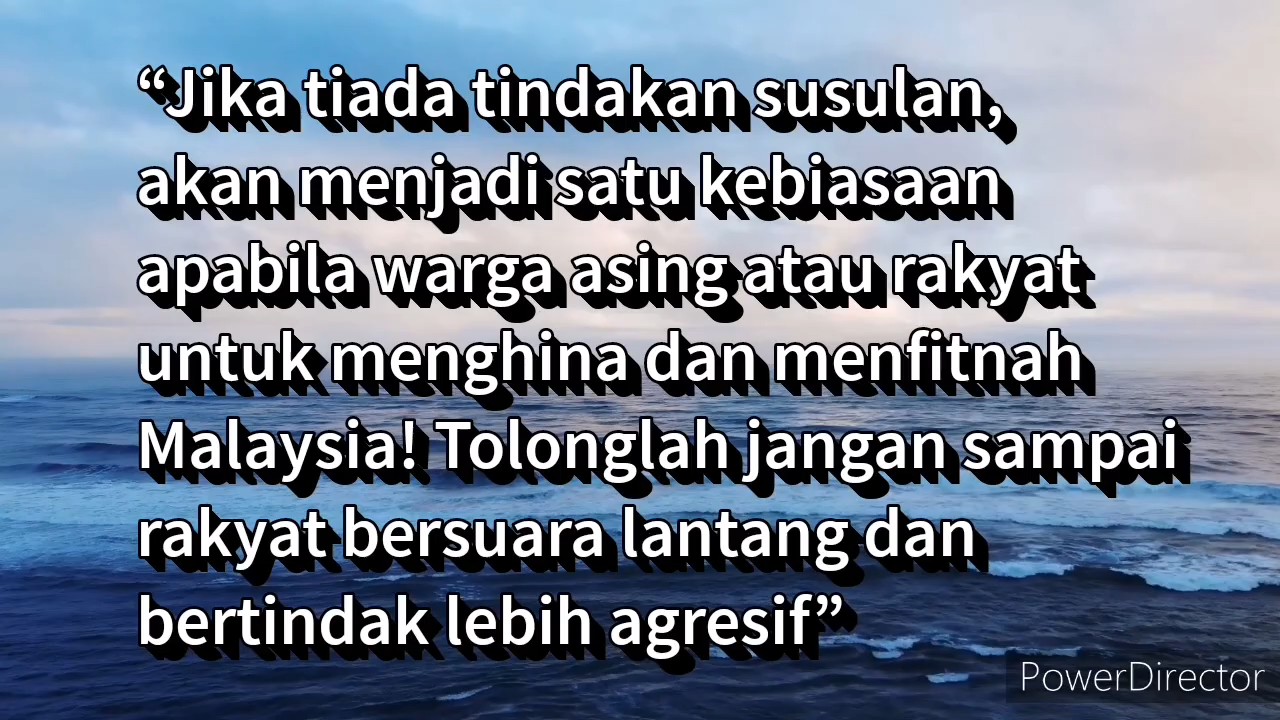 “Jika tiada tindakan susulan,
akan menjadi satu kebiasaan
apabila warga asing atau rakyat
untuk menghina dan menfitnah
Malaysia! Tolonglah jangan sampai
rakyat bersuara lantang dan
bertindak lebih agresif”
PowerDirector